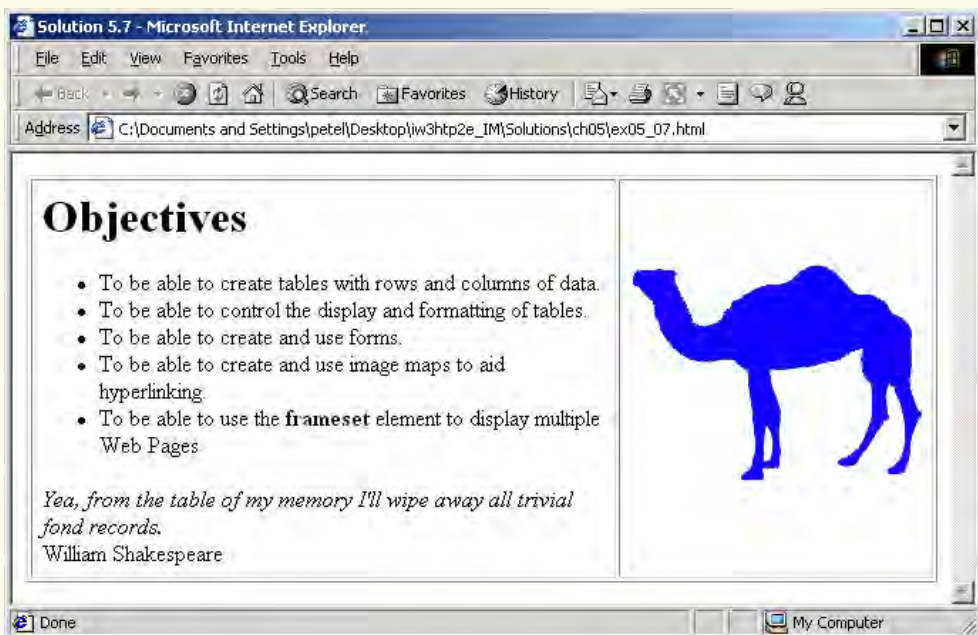 Solution 5.7 - Microsoft Internet Explorer
File Edit View Favorites Tools Help
Back Search Favorites History
Address C:\Documents and Settings\petel\Desktop\iw3htp2e_IM\Solutions\ch05\ex05_07.html
Objectives
• To be able to create tables with rows and columns of data.
• To be able to control the display and formatting of tables.
• To be able to create and use forms.
• To be able to create and use image maps to aid
hyperlinking.
• To be able to use the frameset element to display multiple
Web Pages
Yea, from the table of my memory I'll wipe away all trivial
fond records.
William Shakespeare
Done My Computer